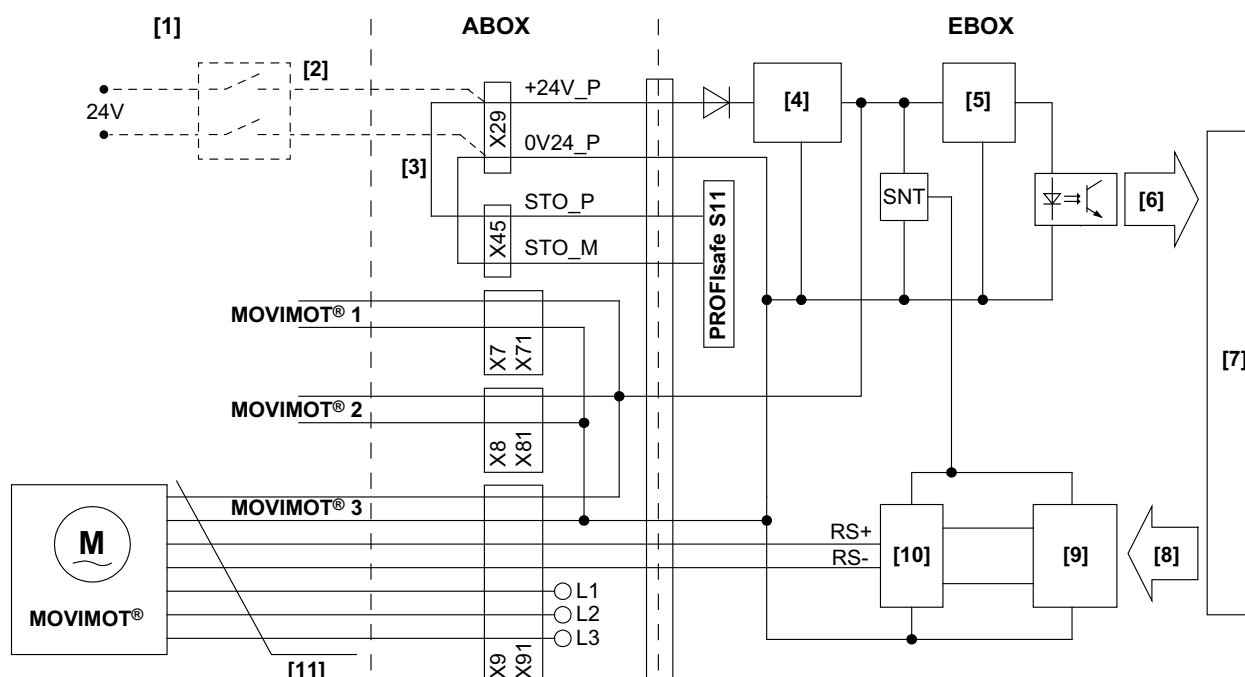 [1] ABOX EBOX
[2]
24V
+24V_P
X29
0V24_P
[3]
STO_P
X45
STO_M
PROFIsafe S11
[4]
[5]
SNT
[6]
[7]
MOVIMOT® 1
X7 X71
MOVIMOT® 2
X8 X81
MOVIMOT® 3
M
MOVIMOT®
RS+
RS-
[10]
[9]
[8]
L1
L2
L3
X9 X91
[11]